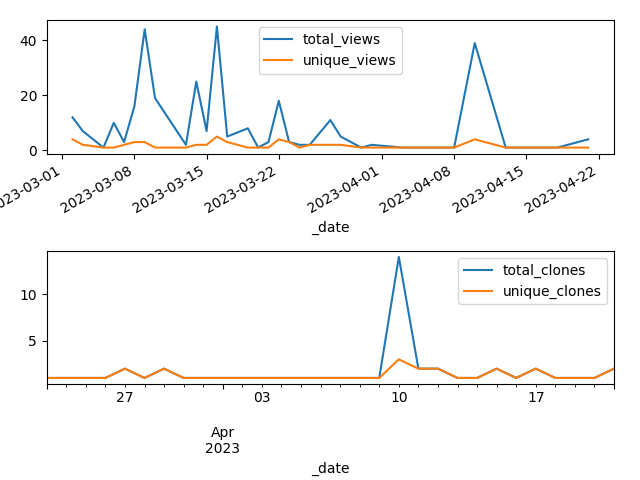 40
20
0
total_views
unique_views
2023-03-01
2023-03-08
2023-03-15
2023-03-22
2023-04-01
2023-04-08
2023-04-15
2023-04-22
_date
10
5
total_clones
unique_clones
27
03
10
17
Apr
2023
_date